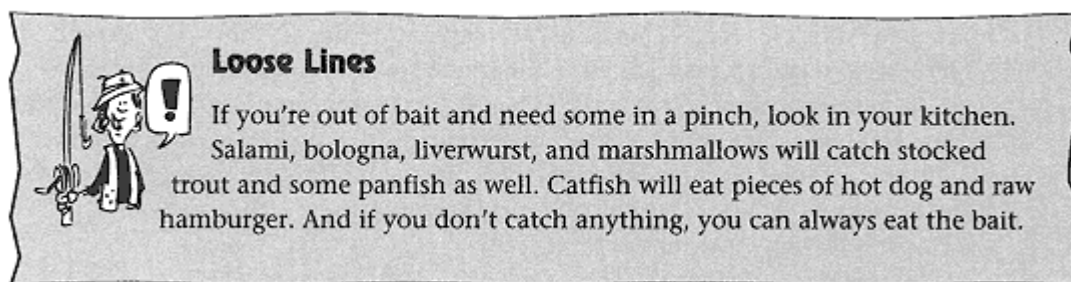 Loose Lines
If you're out of bait and need some in a pinch, look in your kitchen.
Salami, bologna, liverwurst, and marshmallows will catch stocked
trout and some panfish as well. Catfish will eat pieces of hot dog and raw
hamburger. And if you don't catch anything, you can always eat the bait.